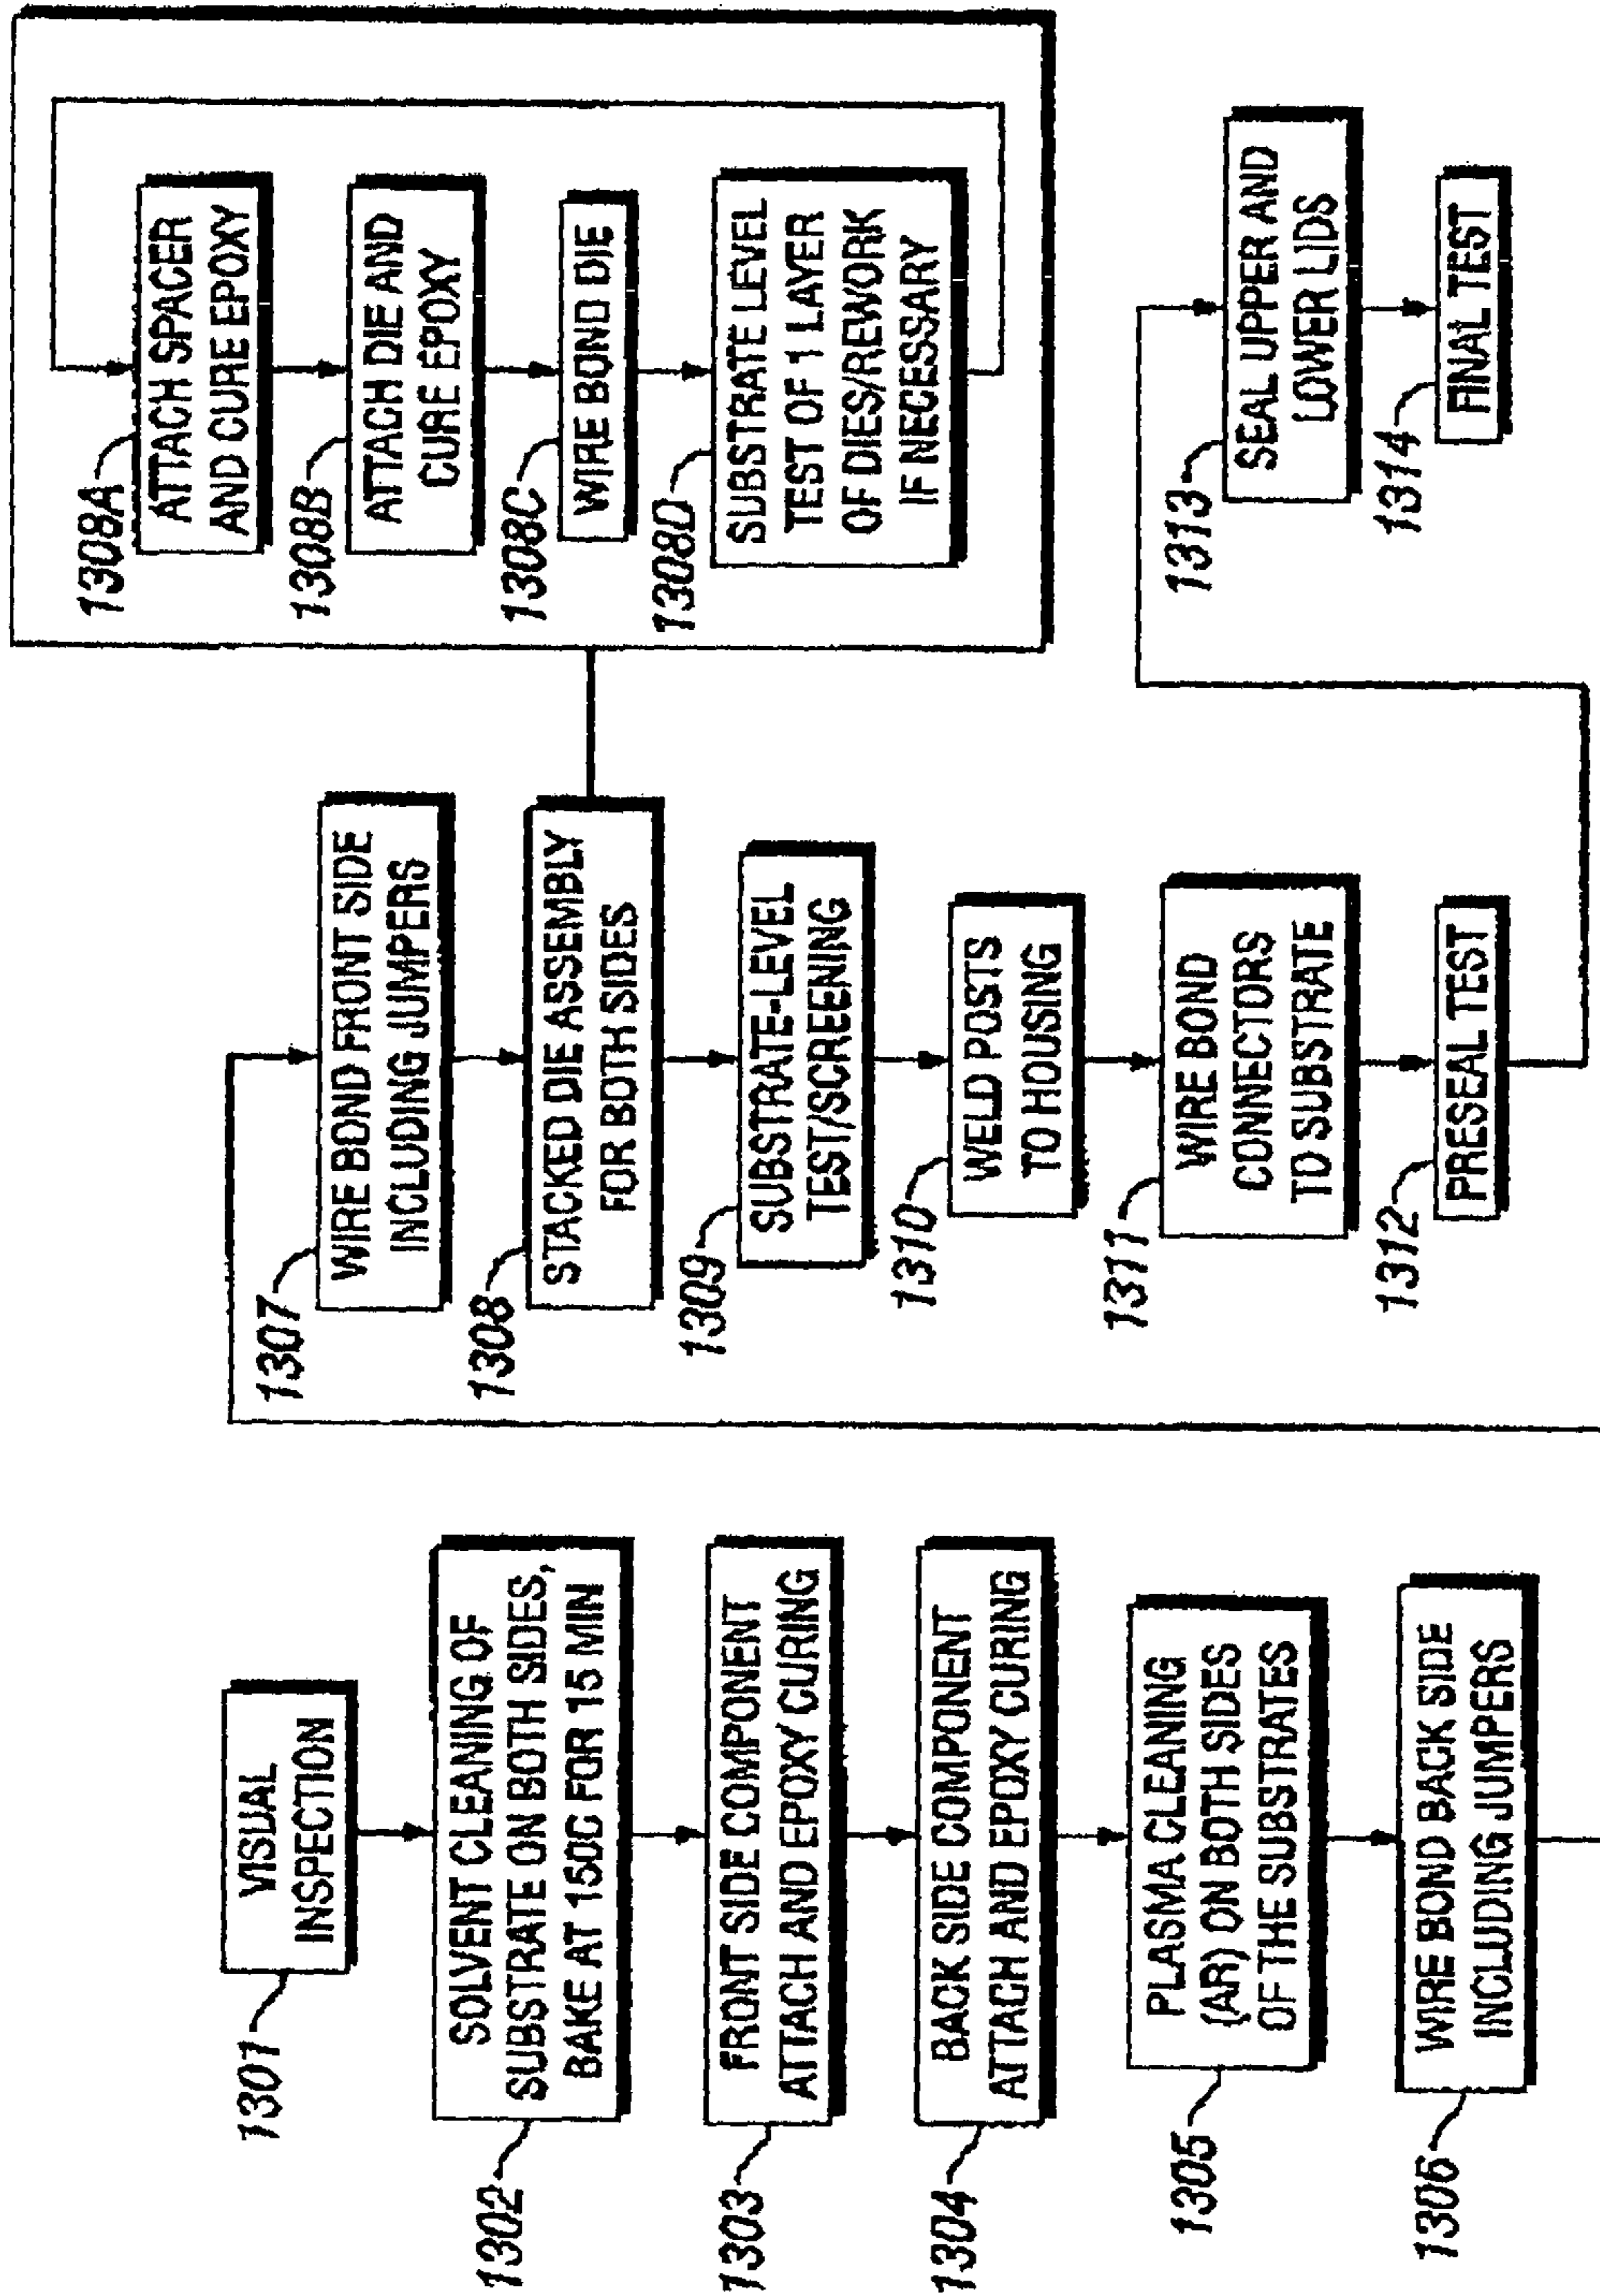 1301
VISUAL
INSPECTION
1302
SOLVENT CLEANING OF
SUBSTRATE ON BOTH SIDES,
BAKE AT 150C FOR 15 MIN
1303
FRONT SIDE COMPONENT
ATTACH AND EPOXY CURING
1304
BACK SIDE COMPONENT
ATTACH AND EPOXY CURING
1305
PLASMA CLEANING
(AR) ON BOTH SIDES
OF THE SUBSTRATES
1306
WIRE BOND BACK SIDE
INCLUDING JUMPERS
1307
WIRE BOND FRONT SIDE
INCLUDING JUMPERS
1308
STACKED DIE ASSEMBLY
FOR BOTH SIDES
1309
SUBSTRATE-LEVEL
TEST/SCREENING
1310
WELD POSTS
TO HOUSING
1311
WIRE BOND
CONNECTORS
TO SUBSTRATE
1312
PRESEAL TEST
1308A
ATTACH SPACER
AND CURE EPOXY
1308B
ATTACH DIE AND
CURE EPOXY
1308C
WIRE BOND DIE
1308D
SUBSTRATE LEVEL
TEST OF 1 LAYER
OF DIES/REWORK
IF NECESSARY
1313
SEAL UPPER AND
LOWER LIDS
1314
FINAL TEST